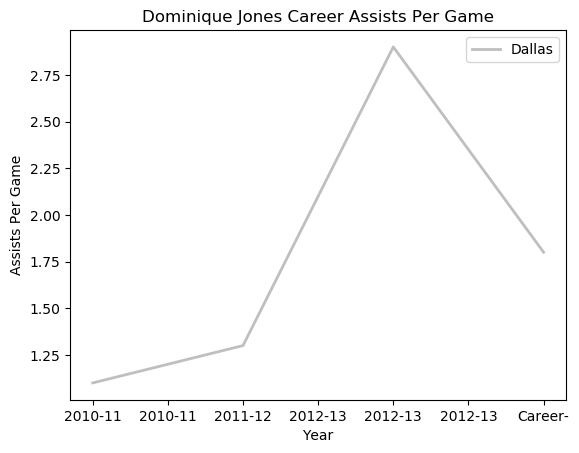 Dominique Jones Career Assists Per Game
Dallas
2.75
2.50
2.25
2.00
1.75
1.50
1.25
Assists Per Game
2010-11 2010-11 2011-12 2012-13 2012-13 2012-13 Career-
Year